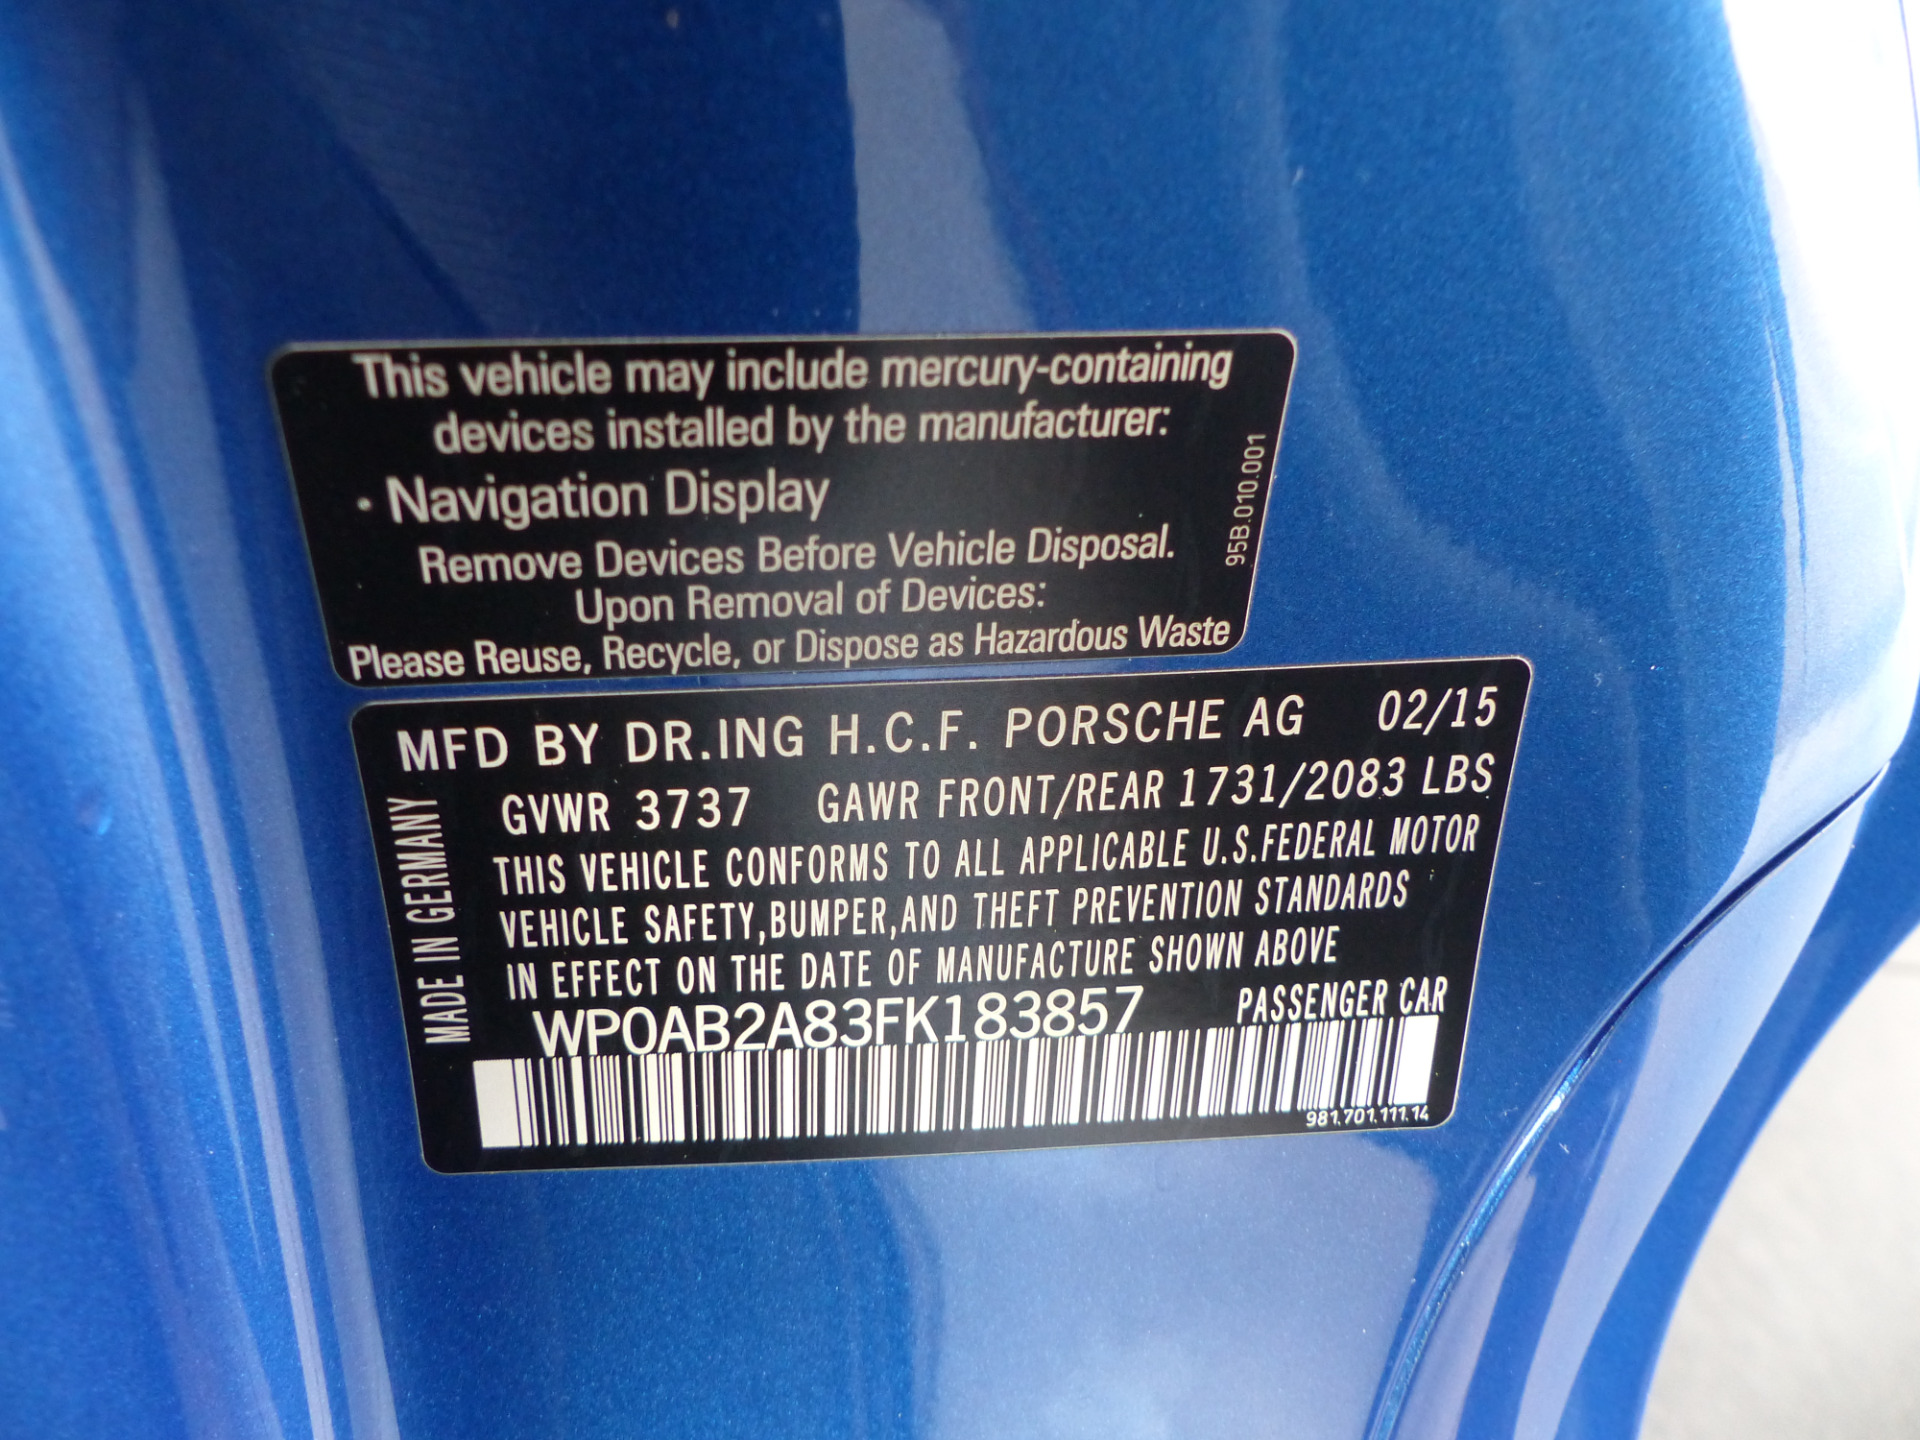 This vehicle may include mercury-containing
devices installed by the manufacturer:
· Navigation Display
Remove Devices Before Vehicle Disposal.
Upon Removal of Devices:
Please Reuse, Recycle, or Dispose as Hazardous Waste
95B.010.001
MFD BY DR.ING H.C.F. PORSCHE AG 02/15
GVWR 3737 GAWR FRONT/REAR 1731/2083 LBS
THIS VEHICLE CONFORMS TO ALL APPLICABLE U.S.FEDERAL MOTOR
VEHICLE SAFETY,BUMPER,AND THEFT PREVENTION STANDARDS
IN EFFECT ON THE DATE OF MANUFACTURE SHOWN ABOVE
WP0AB2A83FK183857 PASSENGER CAR
981.701.111.14
MADE IN GERMANY